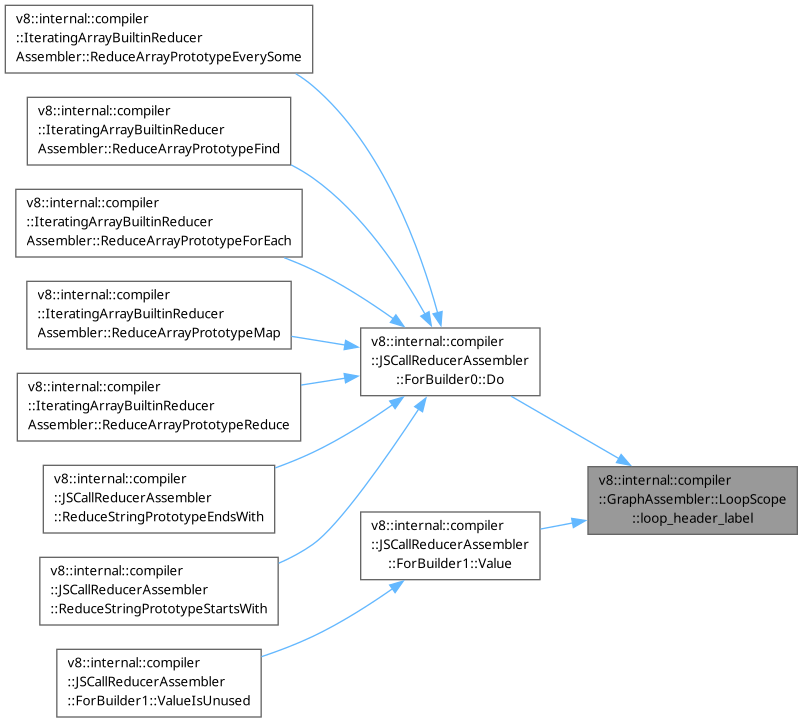 v8::internal::compiler
::IteratingArrayBuiltinReducer
Assembler::ReduceArrayPrototypeEverySome
v8::internal::compiler
::IteratingArrayBuiltinReducer
Assembler::ReduceArrayPrototypeFind
v8::internal::compiler
::IteratingArrayBuiltinReducer
Assembler::ReduceArrayPrototypeForEach
v8::internal::compiler
::IteratingArrayBuiltinReducer
Assembler::ReduceArrayPrototypeMap
v8::internal::compiler
::IteratingArrayBuiltinReducer
Assembler::ReduceArrayPrototypeReduce
v8::internal::compiler
::JSCallReducerAssembler
::ReduceStringPrototypeEndsWith
v8::internal::compiler
::JSCallReducerAssembler
::ReduceStringPrototypeStartsWith
v8::internal::compiler
::JSCallReducerAssembler
::ForBuilder1::ValueIsUnused
v8::internal::compiler
::JSCallReducerAssembler
::ForBuilder0::Do
v8::internal::compiler
::JSCallReducerAssembler
::ForBuilder1::Value
v8::internal::compiler
::GraphAssembler::LoopScope
::loop_header_label